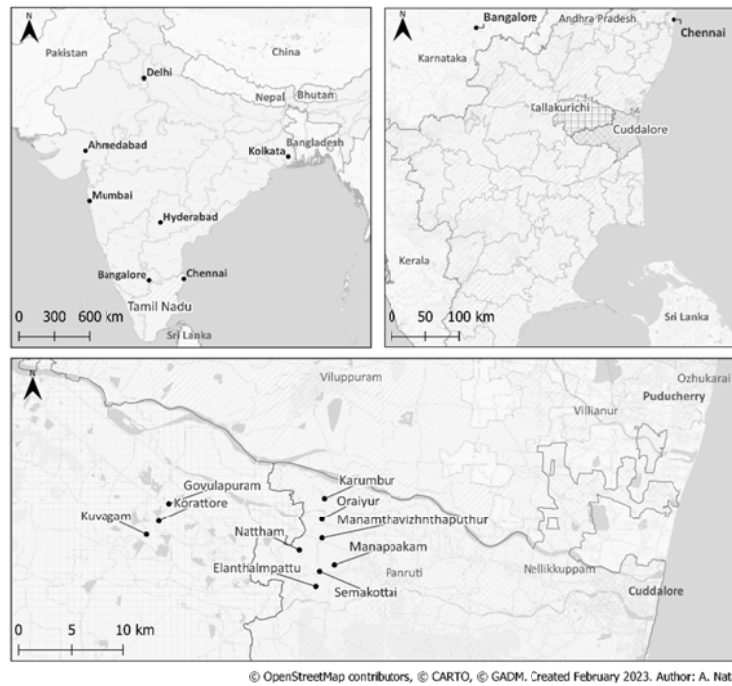 N
Pakistan
China
Delhi
Nepal
Bhutan
Ahmedabad
Kolkata
Bangladesh
Mumbai
Hyderabad
Bangalore
Chennai
Tamil Nadu
Sri Lanka
0 300 600 km
N
Bangalore
Andhra Pradesh
Chennai
Karnataka
Kallakurichi
Cuddalore
Kerala
Sri Lanka
0 50 100 km
N
Viluppuram
Ozhukarai
Puducherry
Villianur
Govulapuram
Karumbur
Korattore
Oraiyur
Kuvagam
Manamthavizhnthaputhur
Nattham
Manappakam
Elanthalmpattu
Panruti
Nellikkuppam
Semakottai
Cuddalore
0 5 10 km
© OpenStreetMap contributors, © CARTO, © GADM. Created February 2023. Author: A. Nat